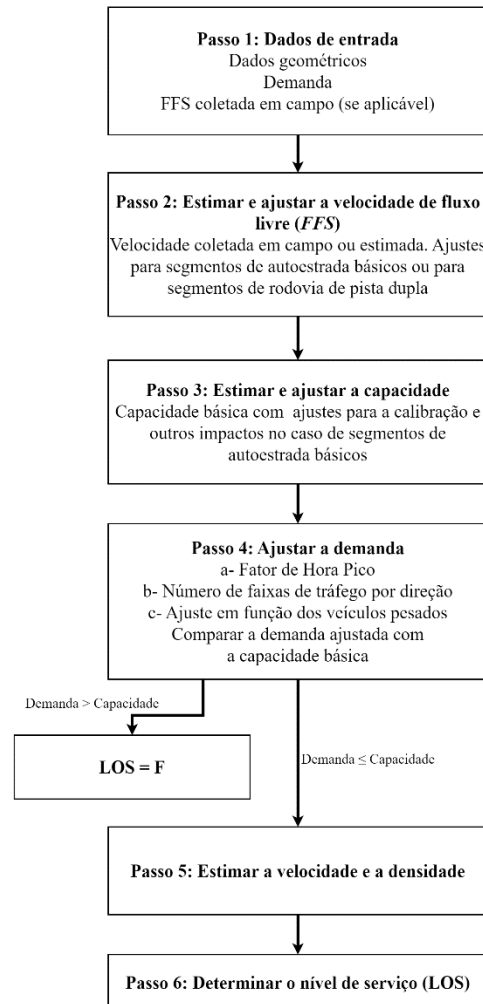 Passo 1: Dados de entrada
Dados geométricos
Demanda
FFS coletada em campo (se aplicável)
Passo 2: Estimar e ajustar a velocidade de fluxo
livre (FFS)
Velocidade coletada em campo ou estimada. Ajustes
para segmentos de autoestrada básicos ou para
segmentos de rodovia de pista dupla
Passo 3: Estimar e ajustar a capacidade
Capacidade básica com ajustes para a calibração e
outros impactos no caso de segmentos de
autoestrada básicos
Passo 4: Ajustar a demanda
a- Fator de Hora Pico
b- Número de faixas de tráfego por direção
c- Ajuste em função dos veículos pesados
Comparar a demanda ajustada com
a capacidade básica
Demanda > Capacidade
LOS = F
Demanda ≤ Capacidade
Passo 5: Estimar a velocidade e a densidade
Passo 6: Determinar o nível de serviço (LOS)